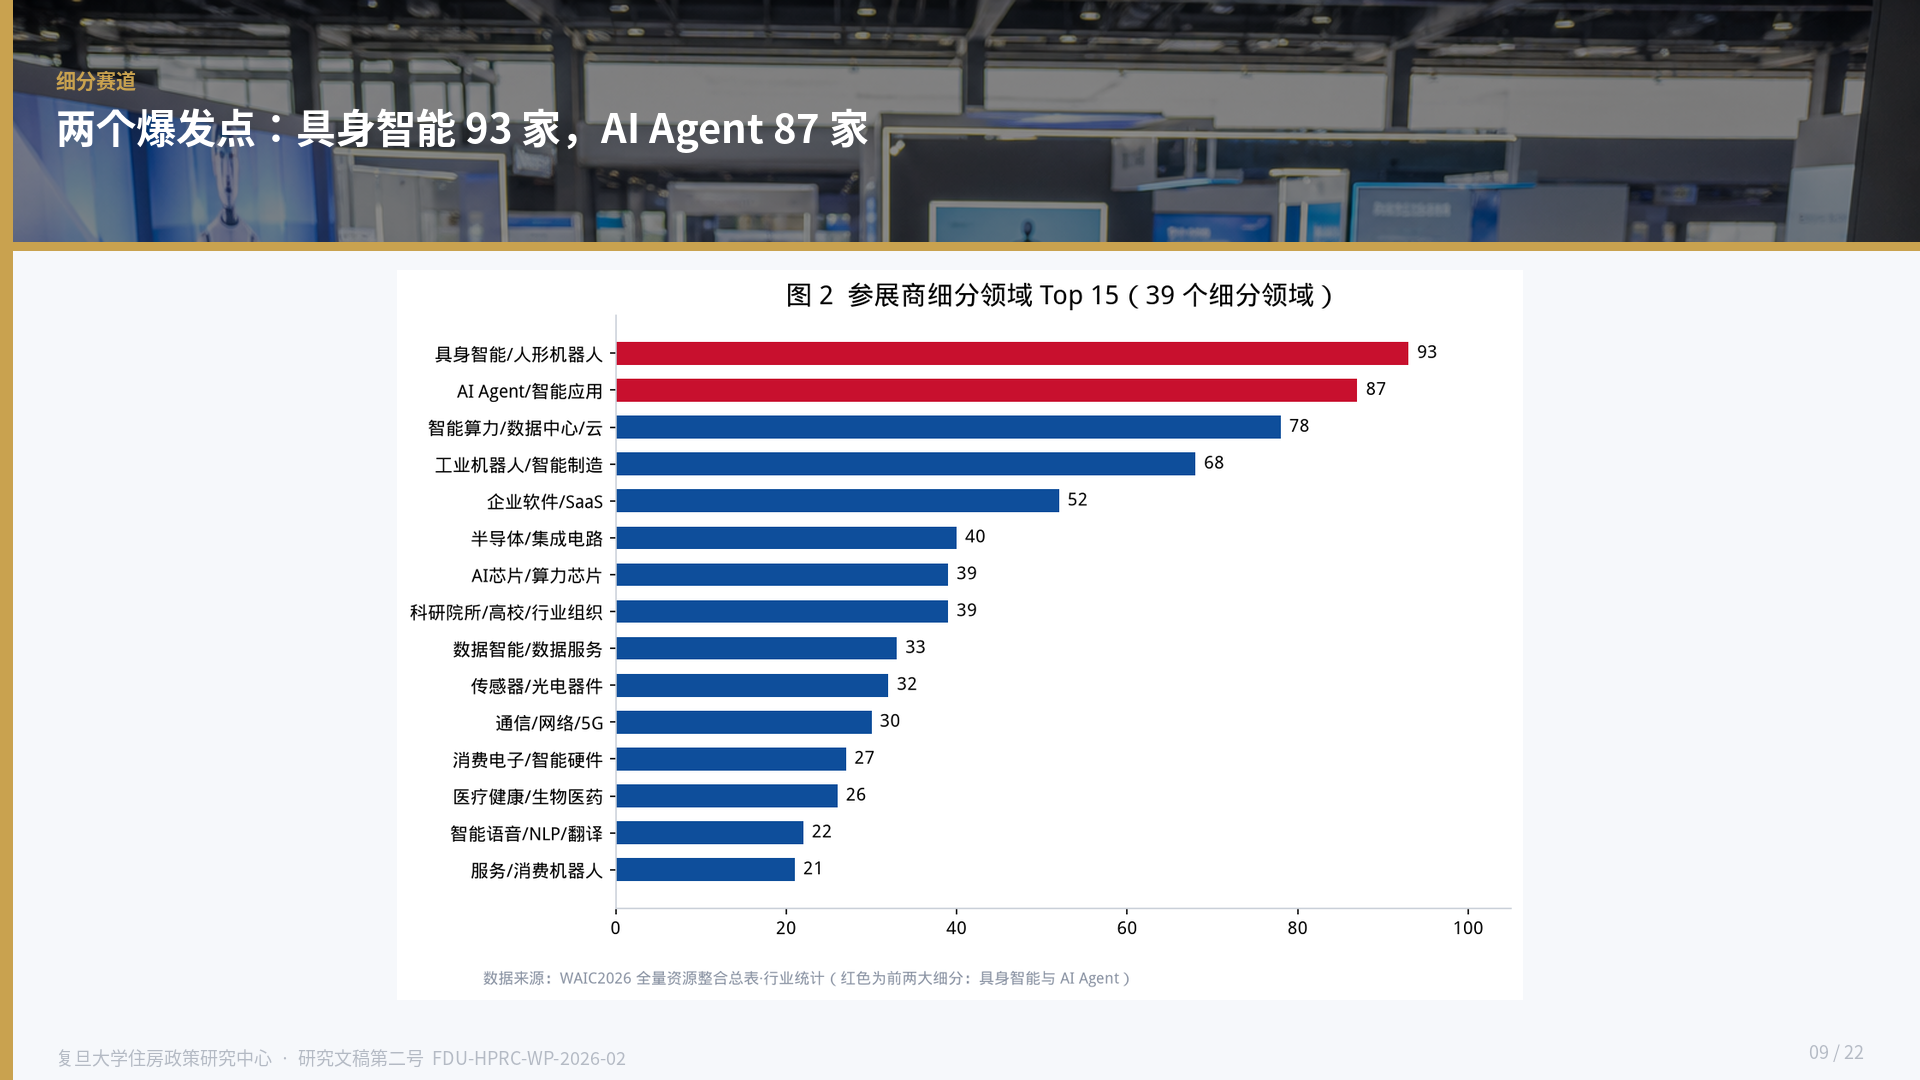 细分赛道
两个爆发点：具身智能 93 家，AI Agent 87 家
图 2  参展商细分领域 Top 15（39 个细分领域）
具身智能/人形机器人 93
AI Agent/智能应用 87
智能算力/数据中心/云 78
工业机器人/智能制造 68
企业软件/SaaS 52
半导体/集成电路 40
AI芯片/算力芯片 39
科研院所/高校/行业组织 39
数据智能/数据服务 33
传感器/光电器件 32
通信/网络/5G 30
消费电子/智能硬件 27
医疗健康/生物医药 26
智能语音/NLP/翻译 22
服务/消费机器人 21
0 20 40 60 80 100
数据来源：WAIC2026 全量资源整合总表·行业统计（红色为前两大细分：具身智能与 AI Agent）
复旦大学住房政策研究中心 · 研究文稿第二号 FDU-HPRC-WP-2026-02
09 / 22